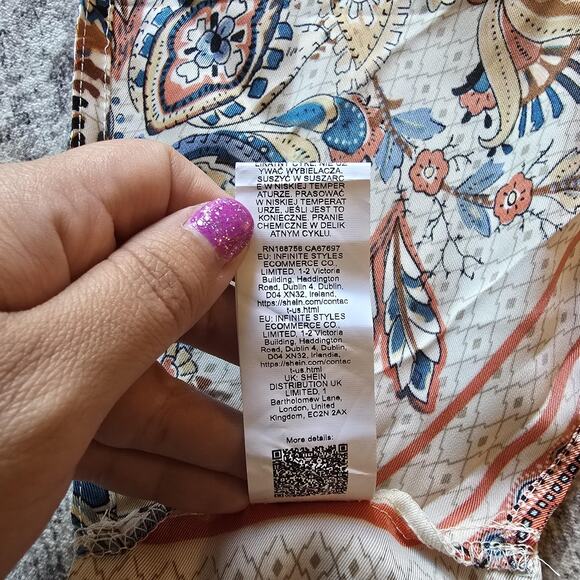 ŻYWAĆ WYBIELACZA.
SUSZYĆ W SUSZARC
E W NISKIEJ TEMPER
ATURZE. PRASOWAĆ
W NISKIEJ TEMPERAT
URZE, JEŚLI JEST TO
KONIECZNE. PRANIE
CHEMICZNE W DELIK
ATNYM CYKLU.
RN168756 CA67697
EU: INFINITE STYLES
ECOMMERCE CO.,
LIMITED, 1-2 Victoria
Building, Haddington
Road, Dublin 4, Dublin,
D04 XN32, Ireland,
https://shein.com/contac
t-us.html
EU: INFINITE STYLES
ECOMMERCE CO.,
LIMITED, 1-2 Victoria
Building, Haddington
Road, Dublin 4, Dublin,
D04 XN32, Irlandia,
https://shein.com/contac
t-us.html
UK: SHEIN
DISTRIBUTION UK
LIMITED, 1
Bartholomew Lane,
London, United
Kingdom, EC2N 2AX
More details: